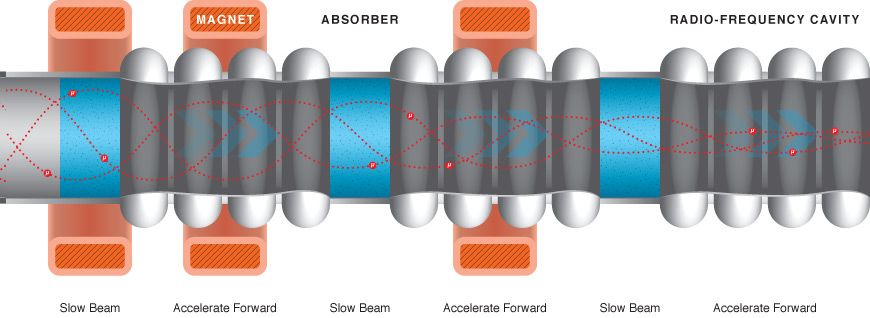 MAGNET
ABSORBER
RADIO-FREQUENCY CAVITY
μ
μ
μ
μ
μ
μ
μ
μ
μ
Slow Beam
Accelerate Forward
Slow Beam
Accelerate Forward
Slow Beam
Accelerate Forward